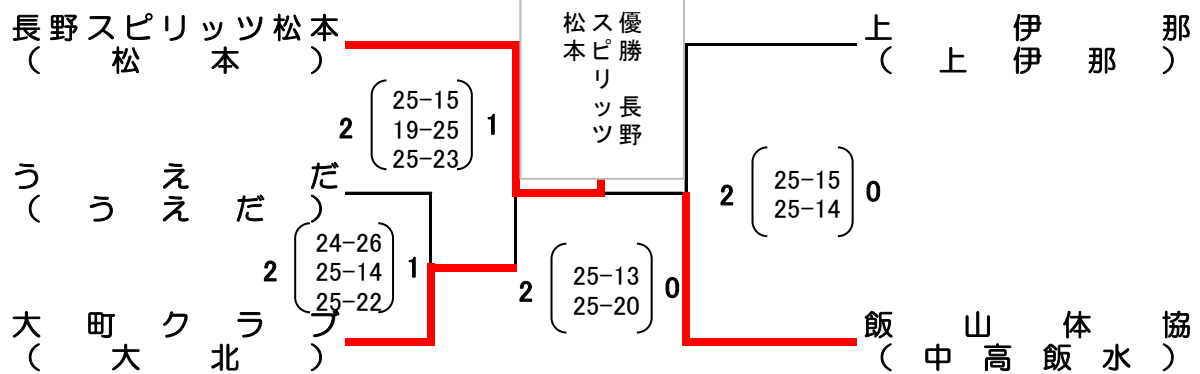 長野スピリッツ松本
(松本)
うえだ
(うえだ)
大町クラブ
(大北)
2
25-15
19-25
25-23
1
2
24-26
25-14
25-22
1
優勝 長野
スピリッツ
松本
2
25-13
25-20
0
上伊那
(上伊那)
2
25-15
25-14
0
飯山体協
(中高飯水)